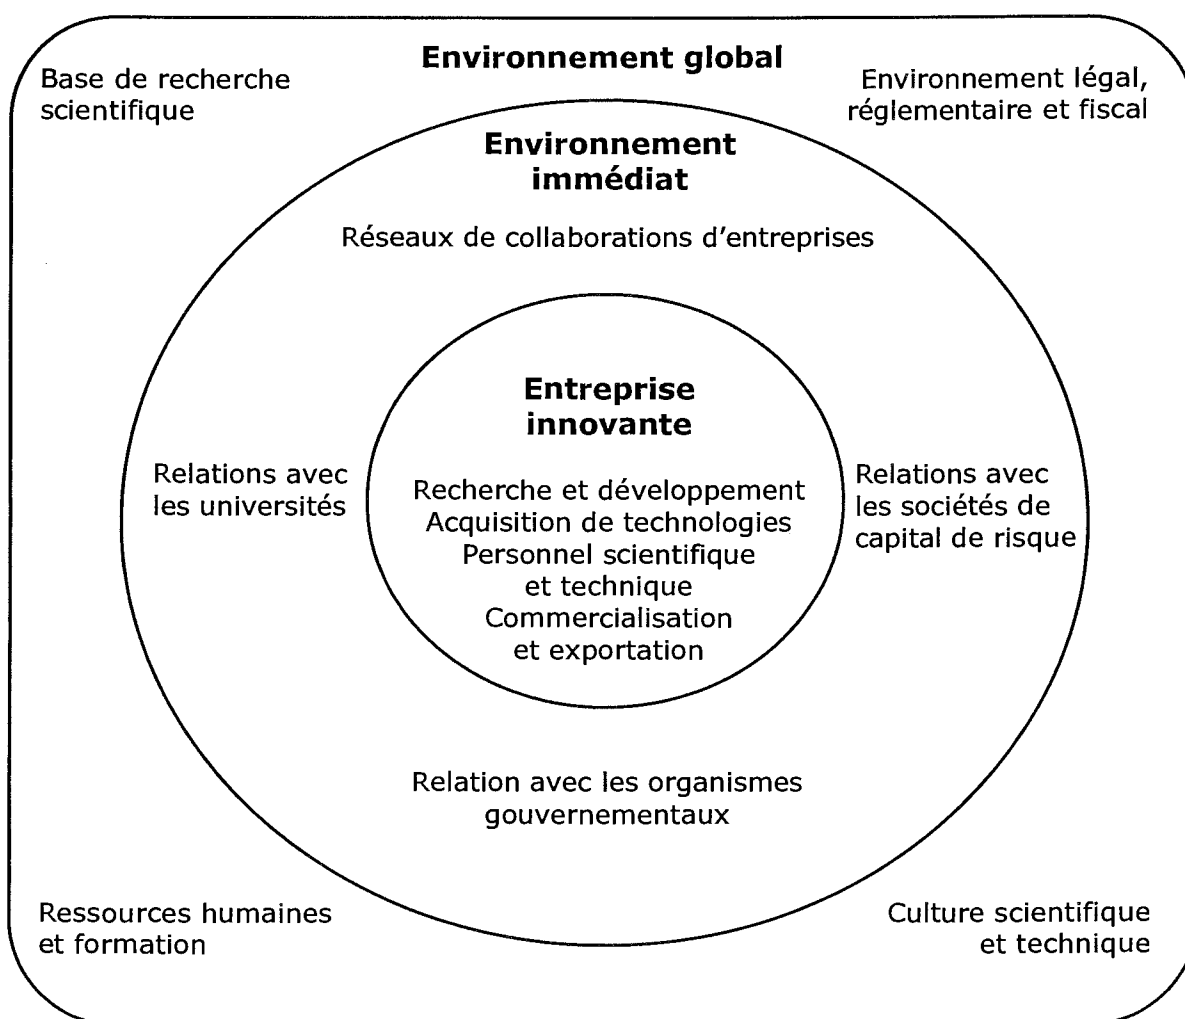 Environnement global
Base de recherche
scientifique
Environnement légal,
réglementaire et fiscal
Environnement
immédiat
Réseaux de collaborations d'entreprises
Entreprise
innovante
Relations avec
les universités
Recherche et développement
Acquisition de technologies
Personnel scientifique
et technique
Commercialisation
et exportation
Relations avec
les sociétés de
capital de risque
Relation avec les organismes
gouvernementaux
Ressources humaines
et formation
Culture scientifique
et technique